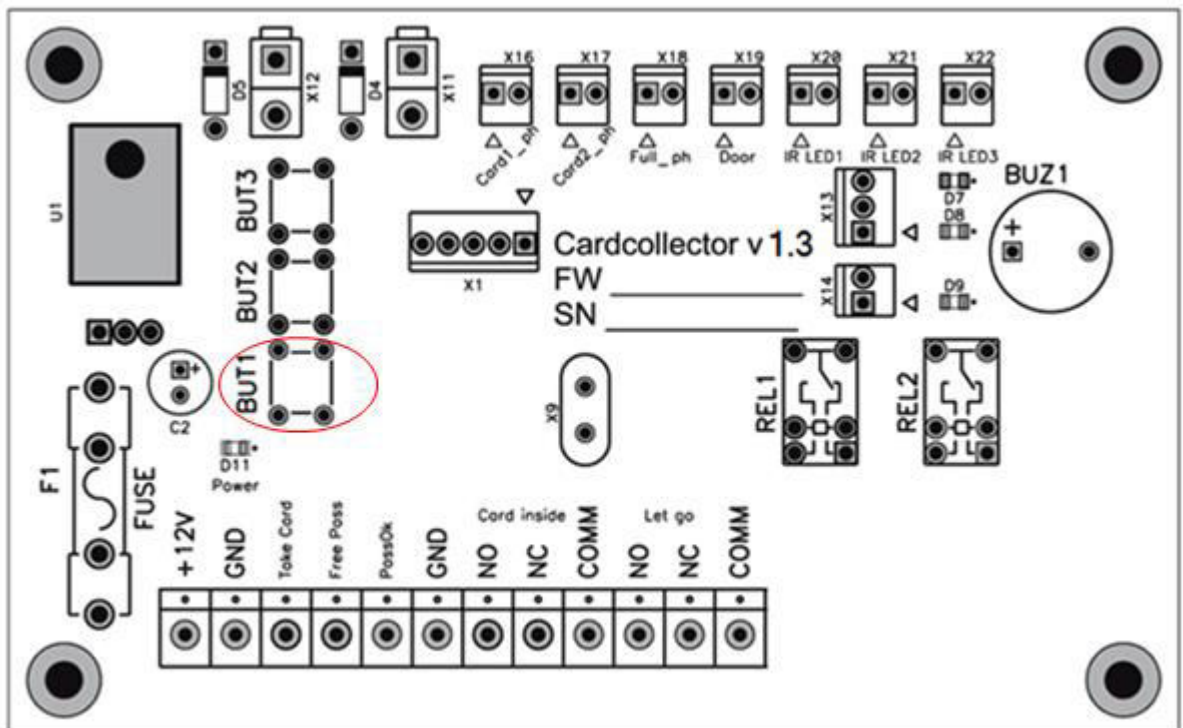 X16
X17
X18
X19
X20
X21
X22
D5
X12
D4
X11
Card1_ph
Card2_ph
Full_ph
Door
IR LED1
IR LED2
IR LED3
U1
BUT3
X13
D7
D8
BUZ1
+
Cardcollector v 1.3
X1
FW
BUT2
X14
D9
SN
BUT1
+
C2
X9
REL1
REL2
D11
Power
F1
FUSE
Card inside
Let go
+12V
GND
Take Card
Free Pass
PassOk
GND
NO
NC
COMM
NO
NC
COMM